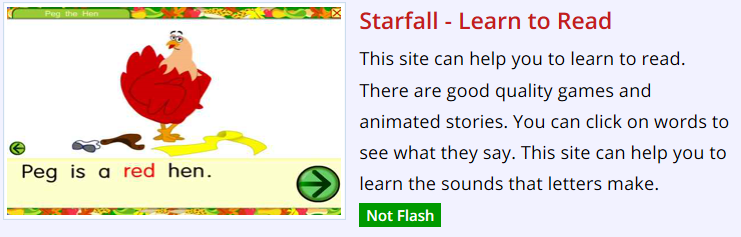 Peg the Hen
Peg is a red hen.
Starfall - Learn to Read
This site can help you to learn to read.
There are good quality games and
animated stories. You can click on words to
see what they say. This site can help you to
learn the sounds that letters make.
Not Flash